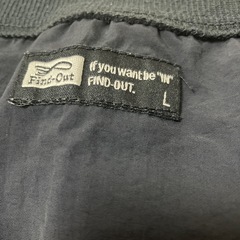 Find-Out
if you want be "IN"
FIND-OUT.
L